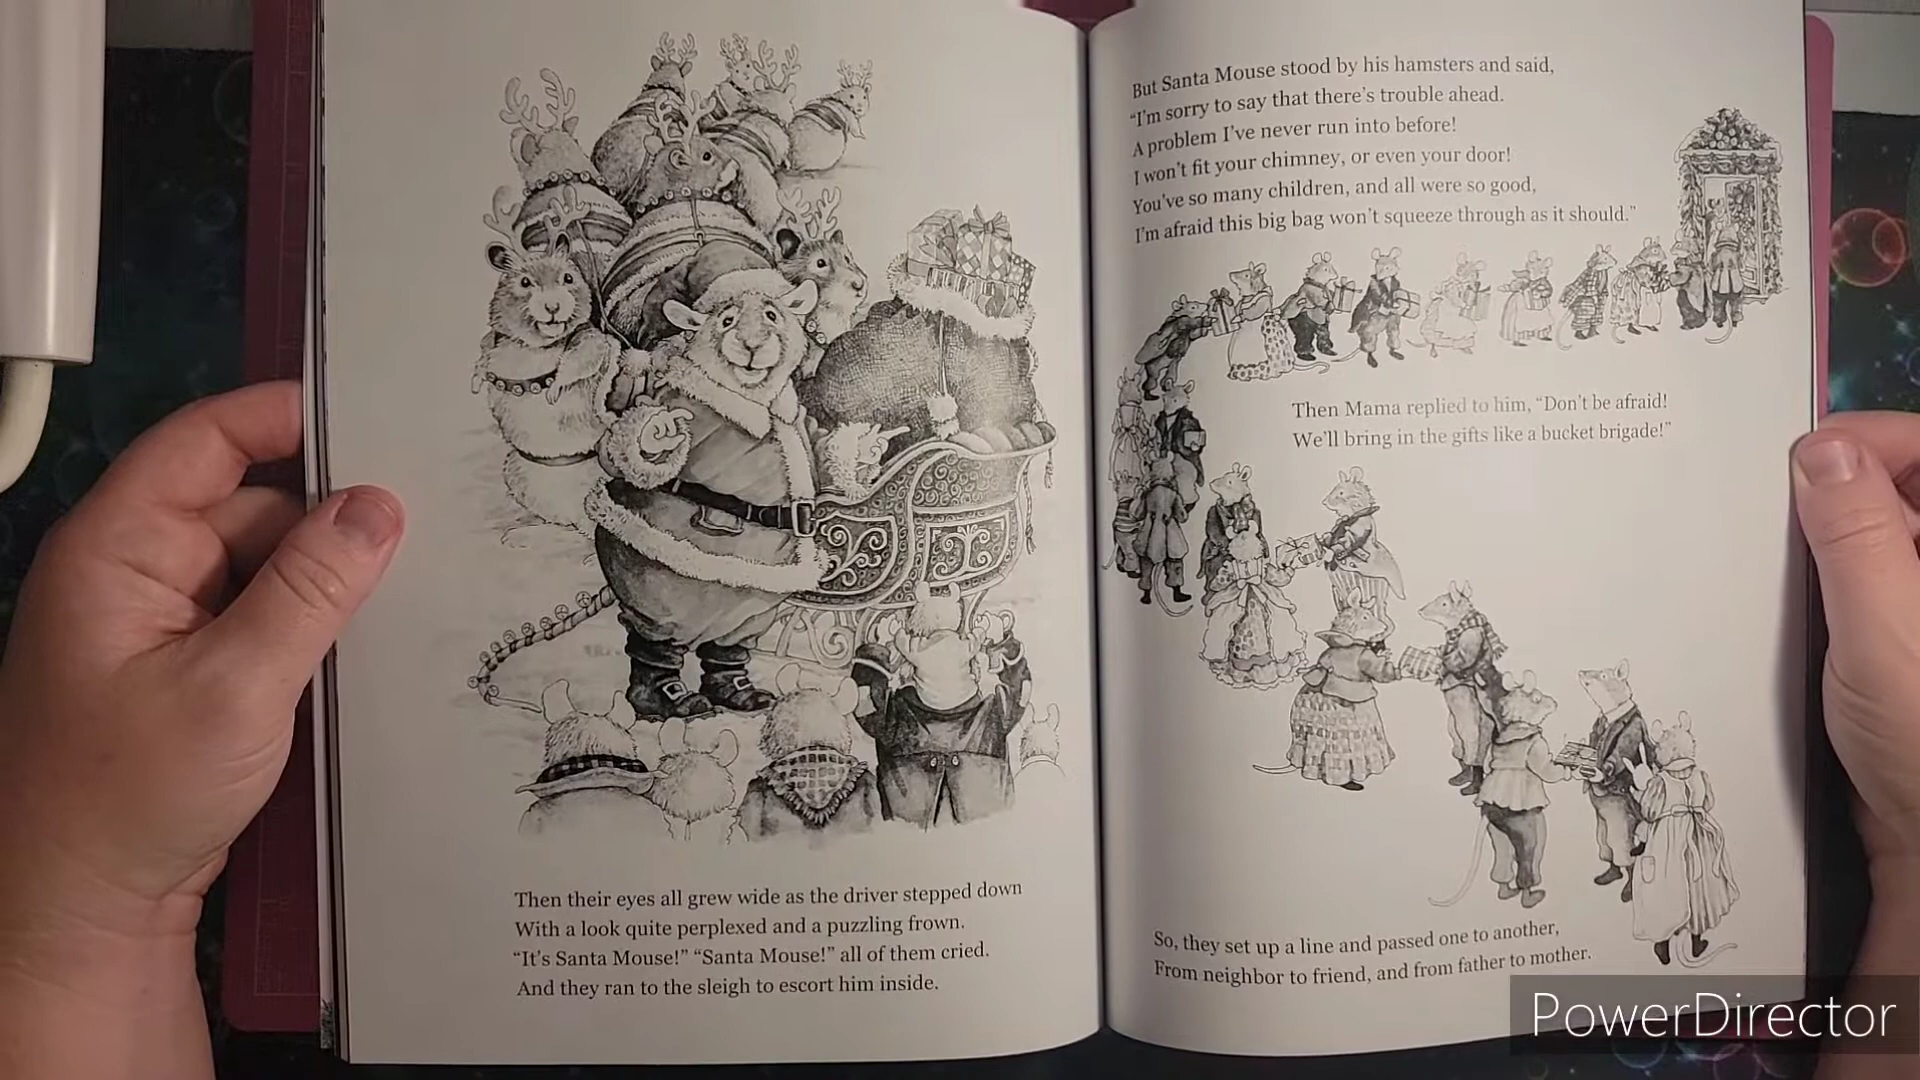 Then their eyes all grew wide as the driver stepped down
With a look quite perplexed and a puzzling frown.
“It's Santa Mouse!” “Santa Mouse!” all of them cried.
And they ran to the sleigh to escort him inside.
But Santa Mouse stood by his hamsters and said,
“I'm sorry to say that there's trouble ahead.
A problem I've never run into before!
I won't fit your chimney, or even your door!
You've so many children, and all were so good,
I'm afraid this big bag won't squeeze through as it should.”
Then Mama replied to him, “Don't be afraid!
We'll bring in the gifts like a bucket brigade!”
So, they set up a line and passed one to another,
From neighbor to friend, and from father to mother.
PowerDirector